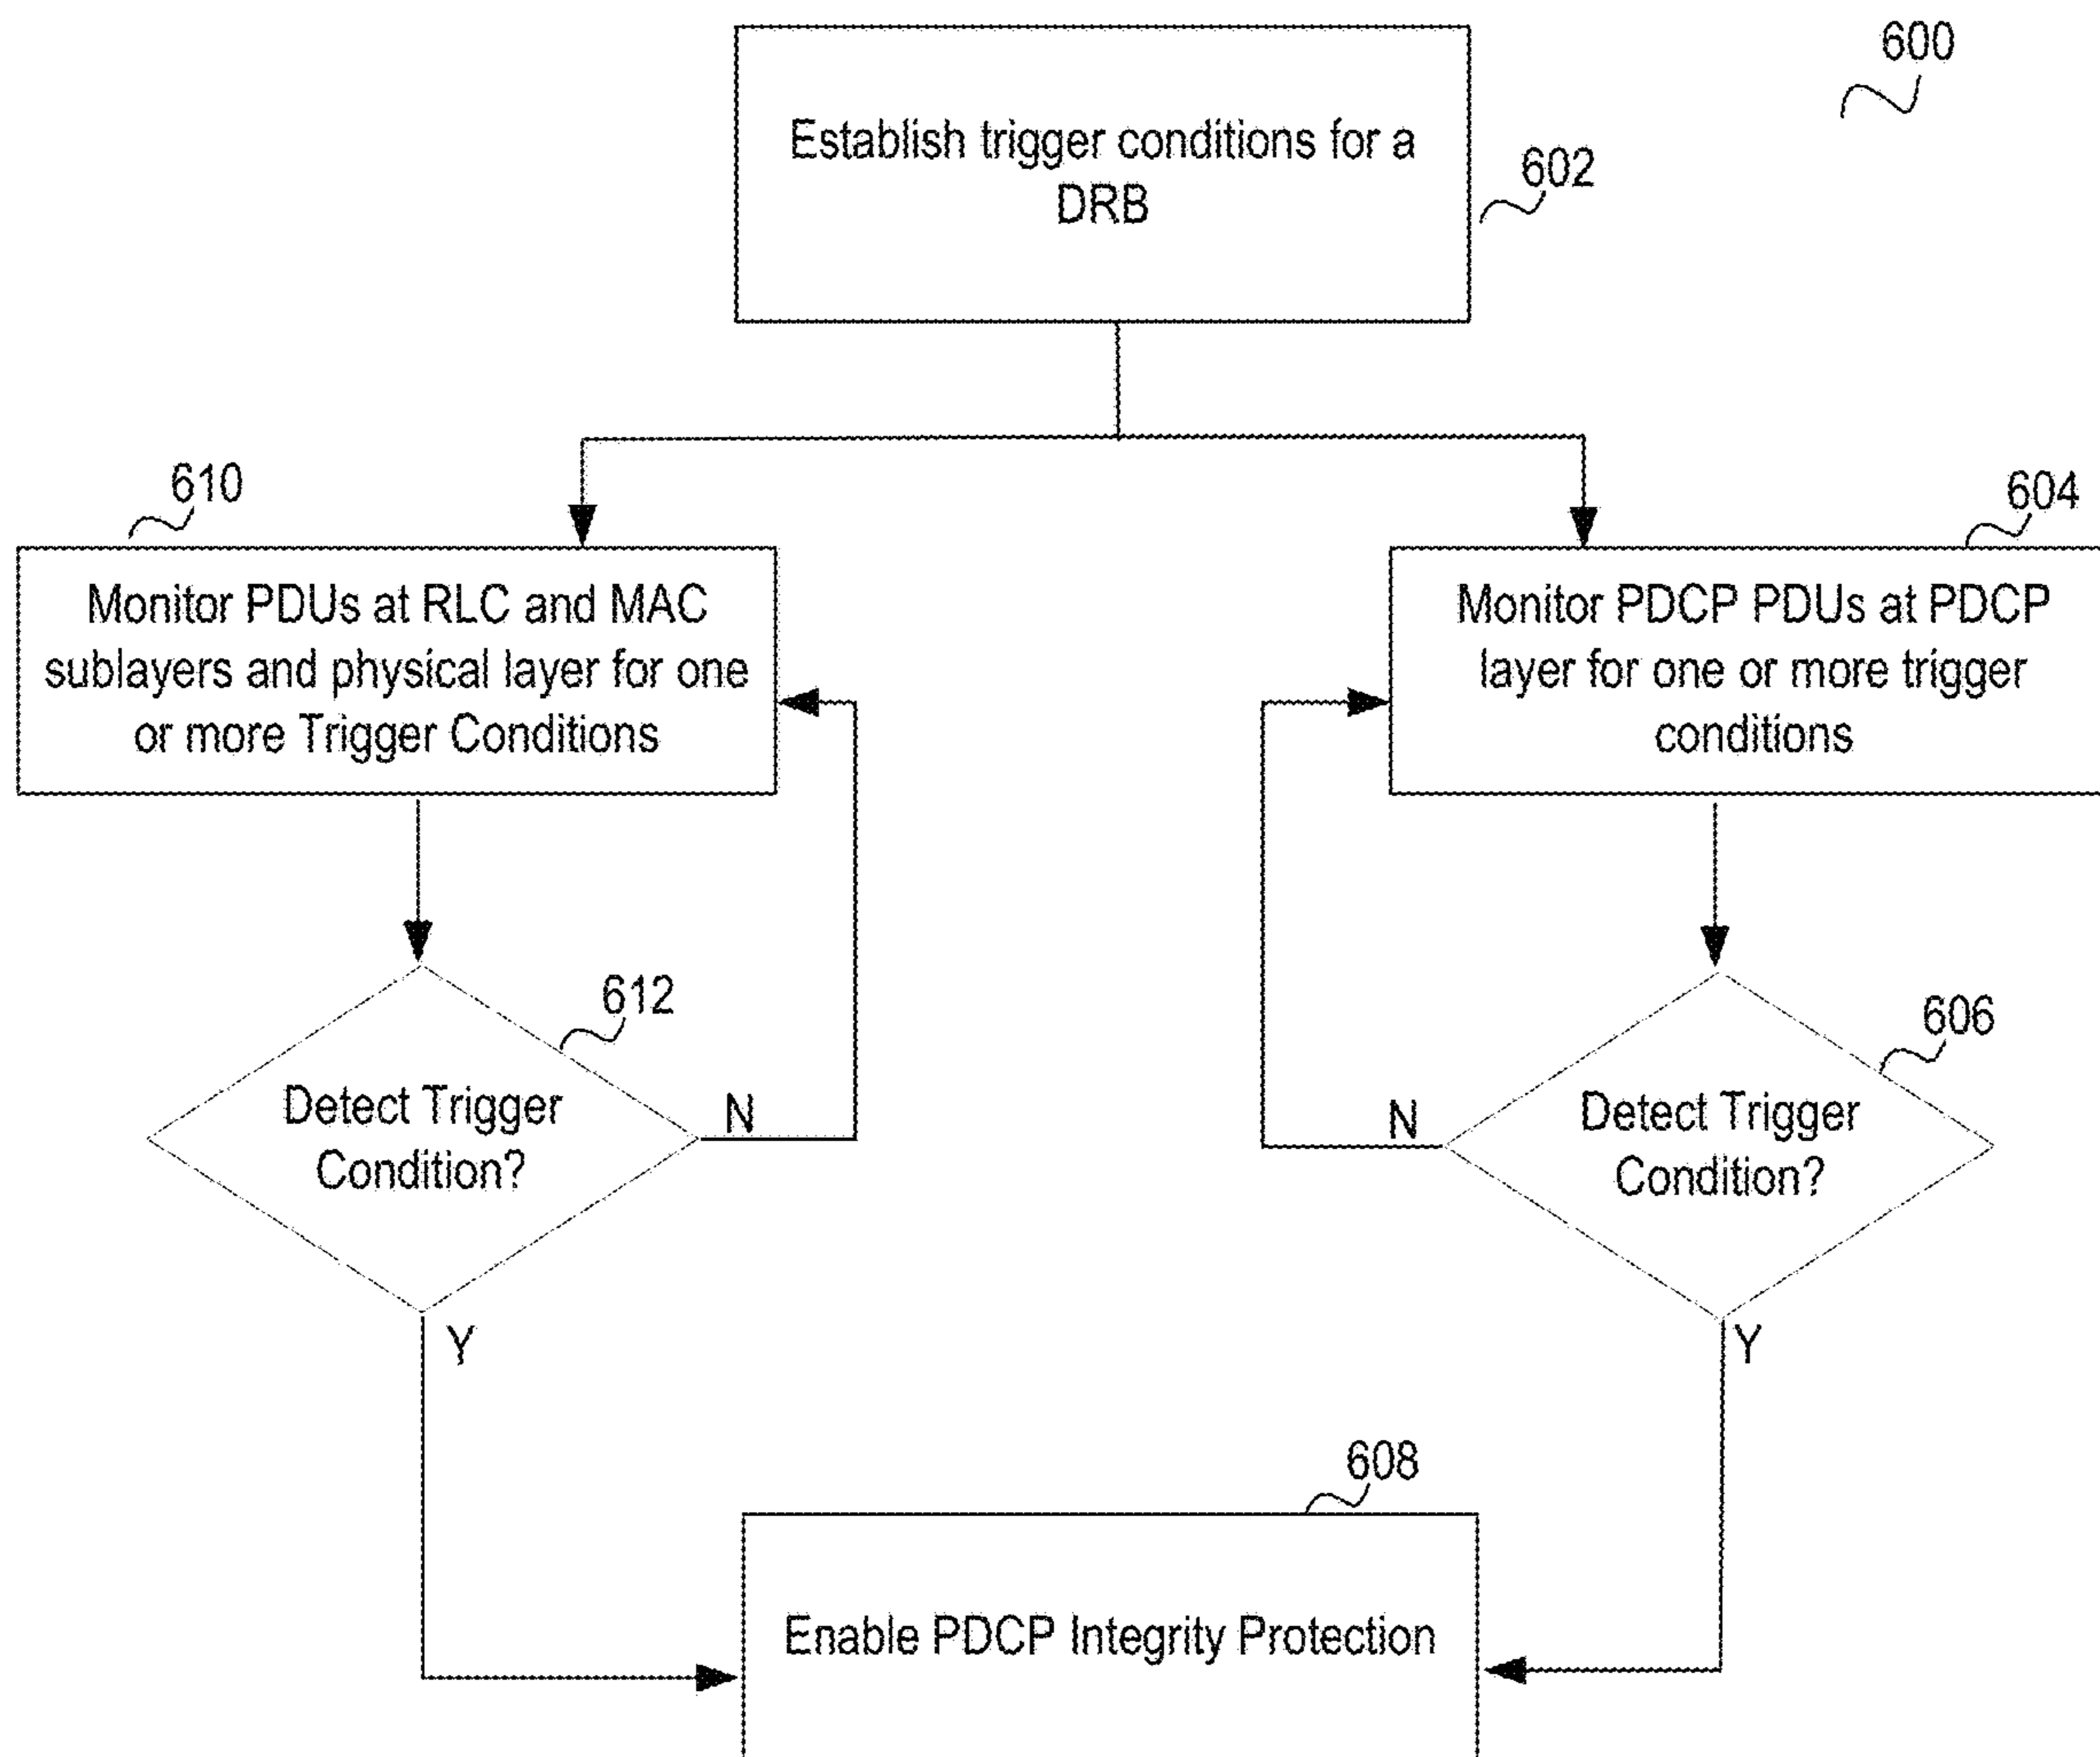 600
Establish trigger conditions for a
DRB
602
610
604
Monitor PDUs at RLC and MAC
sublayers and physical layer for one
or more Trigger Conditions
Monitor PDCP PDUs at PDCP
layer for one or more trigger
conditions
612
606
Detect Trigger
Condition?
N
N
Detect Trigger
Condition?
Y
Y
608
Enable PDCP Integrity Protection